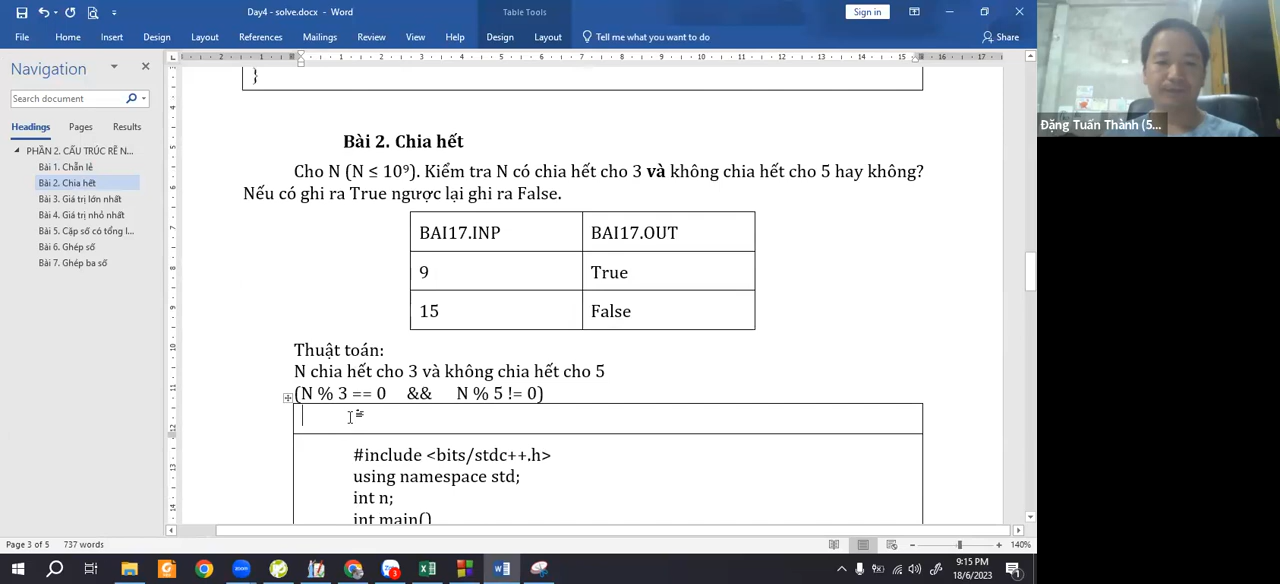 Day4 - solve.docx - Word
Table Tools
Sign in
File Home Insert Design Layout References Mailings Review View Help Design Layout Tell me what you want to do Share
Navigation
Search document
Headings Pages Results
PHẦN 2. CẤU TRÚC RẼ N...
Bài 1. Chẵn lẻ
Bài 2. Chia hết
Bài 3. Giá trị lớn nhất
Bài 4. Giá trị nhỏ nhất
Bài 5. Cặp số có tổng l...
Bài 6. Ghép số
Bài 7. Ghép ba số
}
Bài 2. Chia hết
Cho N (N ≤ 10⁹). Kiểm tra N có chia hết cho 3 và không chia hết cho 5 hay không?
Nếu có ghi ra True ngược lại ghi ra False.
BAI17.INP BAI17.OUT
9 True
15 False
Thuật toán:
N chia hết cho 3 và không chia hết cho 5
(N % 3 == 0 && N % 5 != 0)
#include <bits/stdc++.h>
using namespace std;
int n;
int main()
Đặng Tuấn Thành (5...
Page 3 of 5 737 words
140%
9:15 PM
18/6/2023